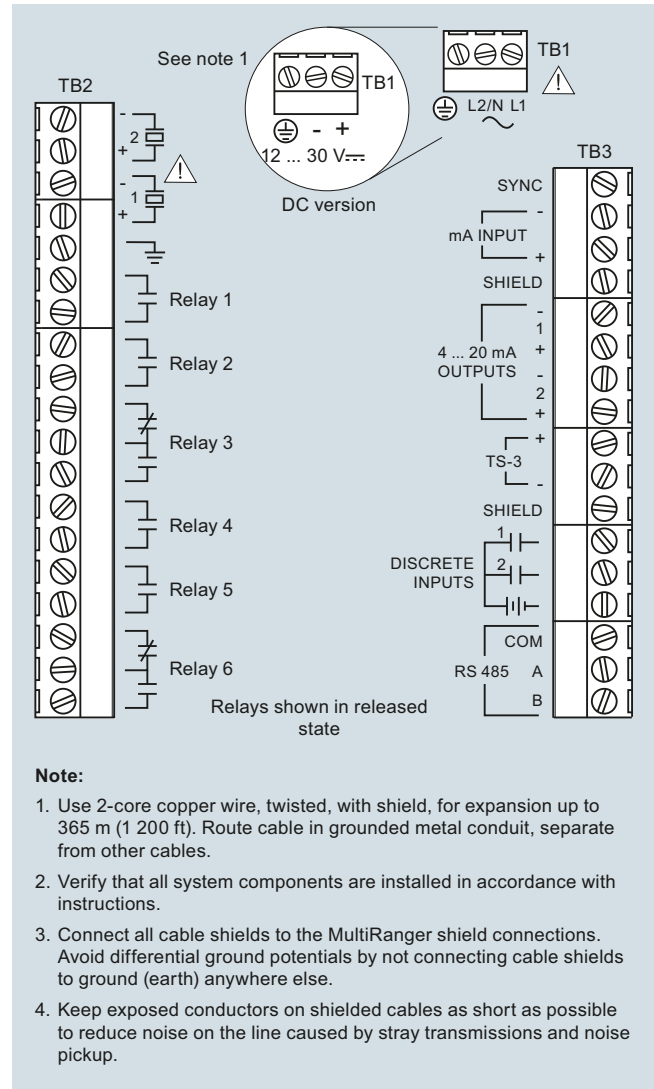 See note 1
TB1
TB1
L2/N L1
- +
12 ... 30 V
DC version
TB2
-
2
+
-
1
+
Relay 1
Relay 2
Relay 3
Relay 4
Relay 5
Relay 6
Relays shown in released
state
TB3
SYNC
-
mA INPUT
+
SHIELD
-
1
+
4 ... 20 mA
OUTPUTS
-
2
+
+
TS-3
-
SHIELD
1
DISCRETE
INPUTS
2
COM
RS 485 A
B
Note:
1. Use 2-core copper wire, twisted, with shield, for expansion up to
365 m (1 200 ft). Route cable in grounded metal conduit, separate
from other cables.
2. Verify that all system components are installed in accordance with
instructions.
3. Connect all cable shields to the MultiRanger shield connections.
Avoid differential ground potentials by not connecting cable shields
to ground (earth) anywhere else.
4. Keep exposed conductors on shielded cables as short as possible
to reduce noise on the line caused by stray transmissions and noise
pickup.